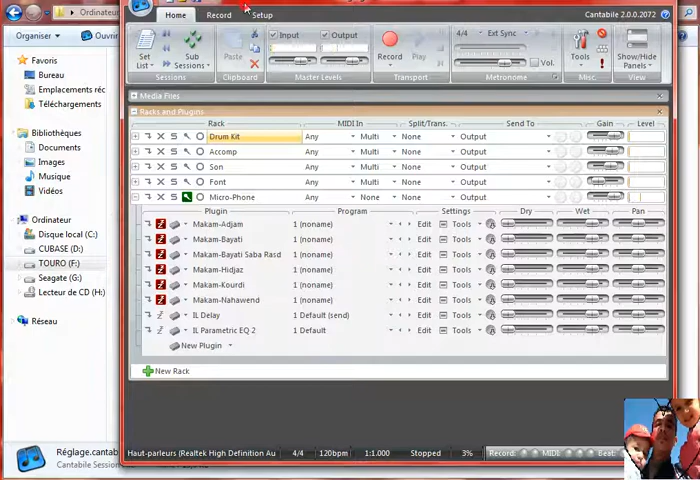 Ordinateur
Home Record Setup Cantabile 2.0.0.2072
Organiser Ouvri
Set List Sub Sessions Paste Input Output Record 4/4 Ext Sync Vol. Tools Show/Hide Panels
Sessions Clipboard Master Levels Transport Metronome Misc. View
Favoris
Bureau
Emplacements réc
Téléchargements
Bibliothèques
Documents
Images
Musique
Vidéos
Ordinateur
Disque local (C:)
CUBASE (D:)
TOURO (F:)
Seagate (G:)
Lecteur de CD (H:)
Réseau
Media Files
Racks and Plugins
Rack MIDI In Split/Trans. Send To Gain Level
Drum Kit Any Multi None Output
Accomp Any Multi None Output
Son Any Multi None Output
Font Any Multi None Output
Micro-Phone Any None None Output
Plugin Program Settings Dry Wet Pan
Makam-Adjam 1 (noname) Edit Tools
Makam-Bayati 1 (noname) Edit Tools
Makam-Bayati Saba Rasd 1 (noname) Edit Tools
Makam-Hidjaz 1 (noname) Edit Tools
Makam-Kourdi 1 (noname) Edit Tools
Makam-Nahawend 1 (noname) Edit Tools
IL Delay 1 Default (send) Edit Tools
IL Parametric EQ 2 1 Default Edit Tools
New Plugin
New Rack
Réglage.cantab
Cantabile Session
Haut-parleurs (Realtek High Definition Au 4/4 120bpm 1:1.000 Stopped 3% Record: MIDI: Beat: